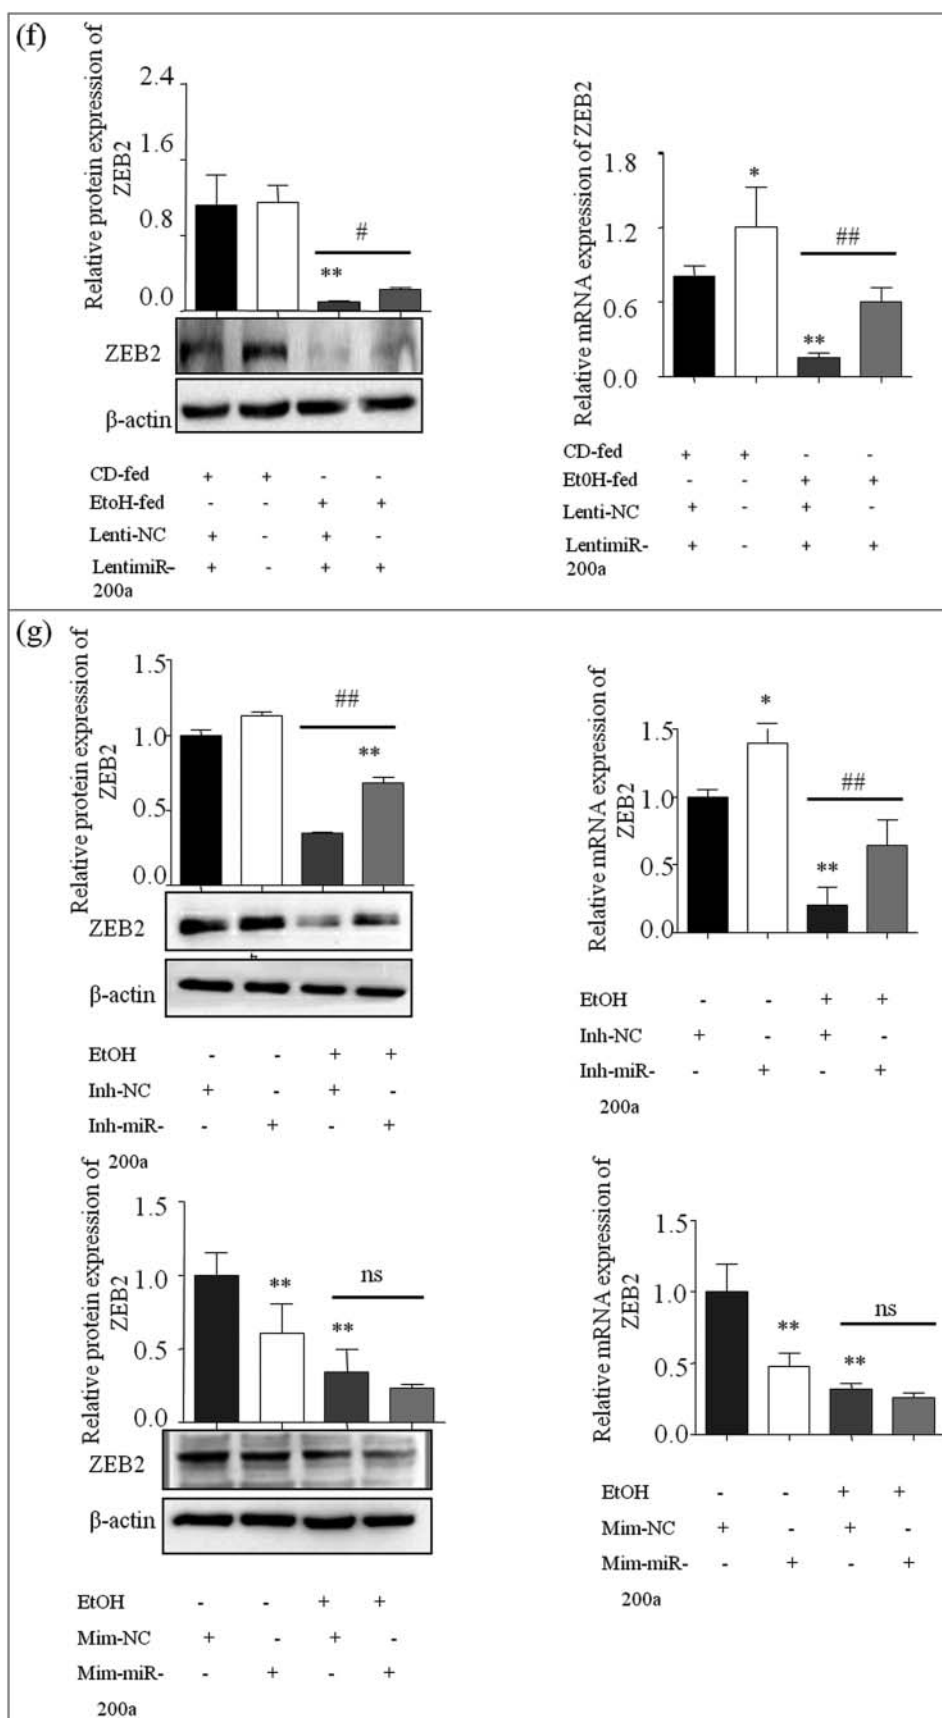 (f)
Relative protein expression of
ZEB2
2.4
1.6
0.8
0.0
**
#
ZEB2
β-actin
CD-fed + + - -
EtoH-fed - - + +
Lenti-NC + - + -
LentimiR- + - + +
200a
Relative mRNA expression of ZEB2
1.8
1.2
0.6
0.0
*
**
##
CD-fed + + - -
Et0H-fed - - + +
Lenti-NC + - + -
LentimiR- + - + +
200a
(g)
Relative protein expression of
ZEB2
1.5
1.0
0.5
0.0
##
**
ZEB2
β-actin
EtOH - - + +
Inh-NC + - + -
Inh-miR- - + - +
200a
Relative mRNA expression of
ZEB2
1.5
1.0
0.5
0.0
*
**
##
EtOH - - + +
Inh-NC + - + -
Inh-miR- - + - +
200a
Relative protein expression of
ZEB2
1.5
1.0
0.5
0.0
**
**
ns
ZEB2
β-actin
EtOH - - + +
Mim-NC + - + -
Mim-miR- - + - +
200a
Relative mRNA expression of
ZEB2
1.5
1.0
0.5
0.0
**
**
ns
EtOH - - + +
Mim-NC + - + -
Mim-miR- - + - +
200a